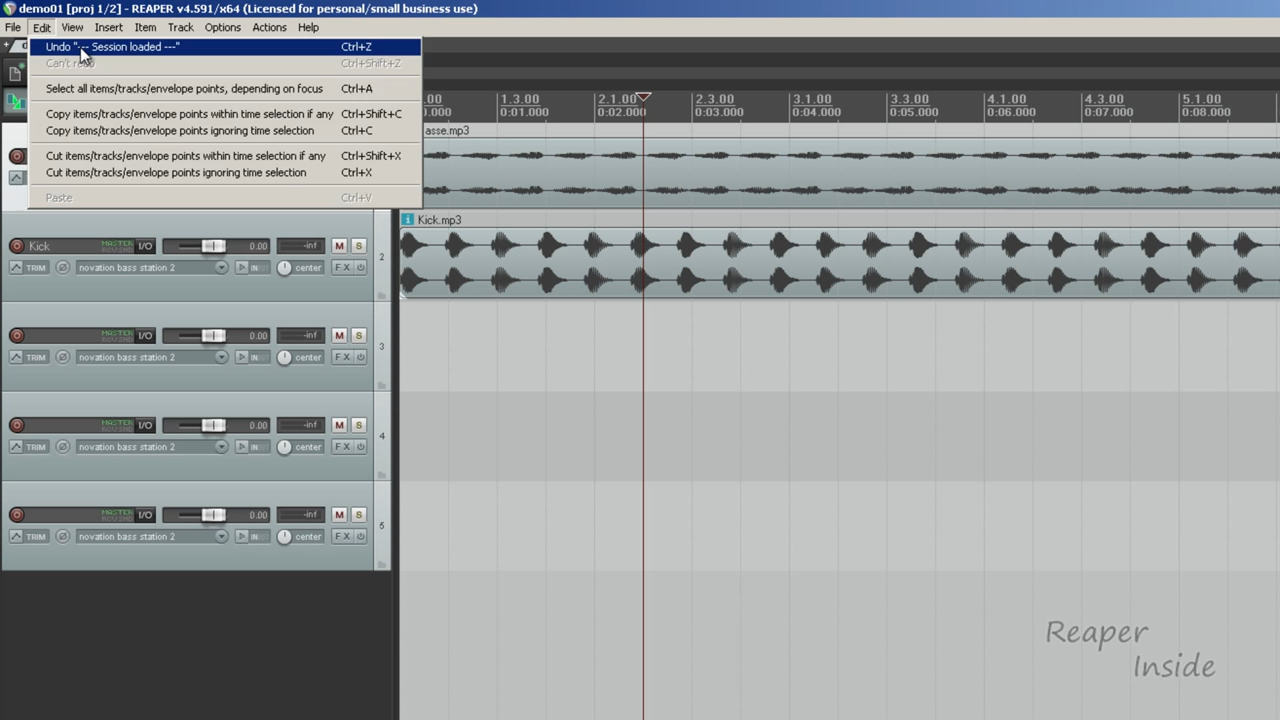 demo01 [proj 1/2] - REAPER v4.591/x64 (Licensed for personal/small business use)
File Edit View Insert Item Track Options Actions Help
Undo "--- Session loaded ---" Ctrl+Z
Can't Ctrl+Shift+Z
Select all items/tracks/envelope points, depending on focus Ctrl+A
Copy items/tracks/envelope points within time selection if any Ctrl+Shift+C
Copy items/tracks/envelope points ignoring time selection Ctrl+C
Cut items/tracks/envelope points within time selection if any Ctrl+Shift+X
Cut items/tracks/envelope points ignoring time selection Ctrl+X
Paste Ctrl+V
.00 1.3.00 2.1.00 2.3.00 3.1.00 3.3.00 4.1.00 4.3.00 5.1.00
0.000 0:01.000 0:02.000 0:03.000 0:04.000 0:05.000 0:06.000 0:07.000 0:08.000
asse.mp3
Kick.mp3
Kick MASTER I/O 0.00 -inf M S 2
TRIM novation bass station 2 IN center FX
MASTER I/O 0.00 -inf M S 3
TRIM novation bass station 2 IN center FX
MASTER I/O 0.00 -inf M S 4
TRIM novation bass station 2 IN center FX
MASTER I/O 0.00 -inf M S 5
TRIM novation bass station 2 IN center FX
Reaper
Inside